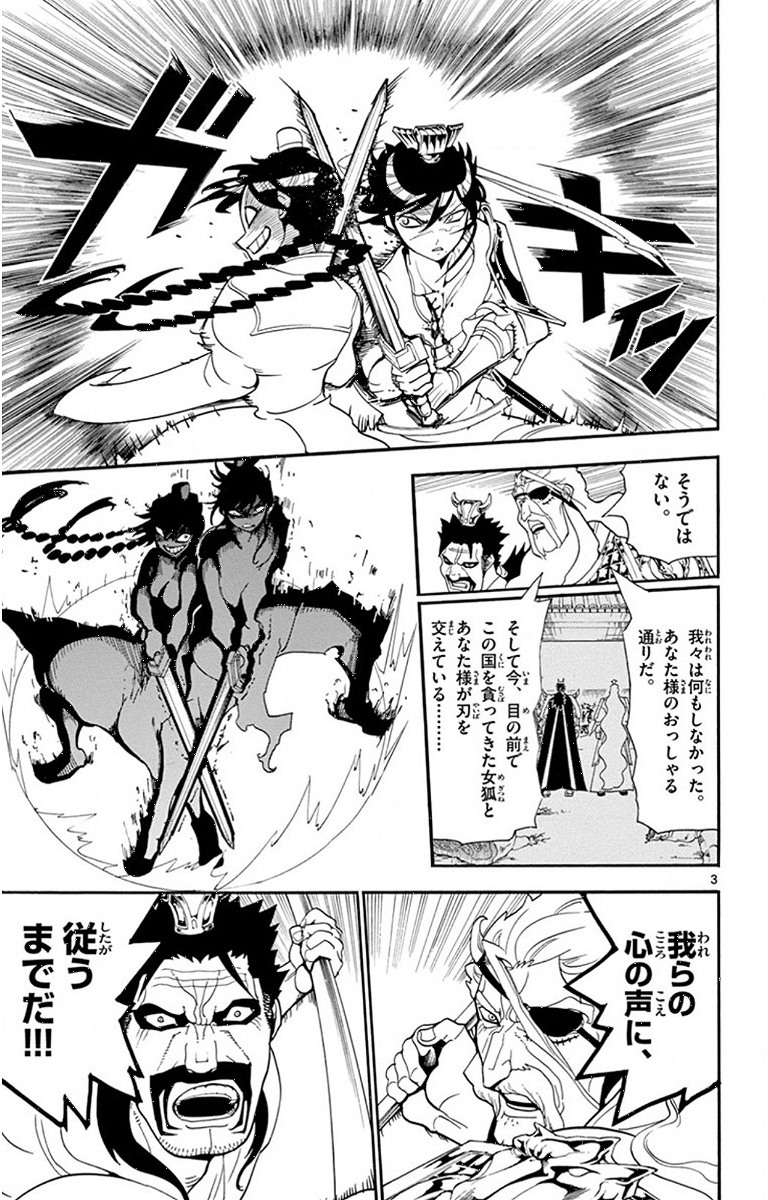 ガ
キィン
そうでは
ない。
我々は何もしなかった。
あなた様のおっしゃる
通りだ。
そして今、目の前で
この国を貪ってきた女狐と
あなた様が刃を
交えている……
3
我らの
心の声に、
従う
までだ!!!